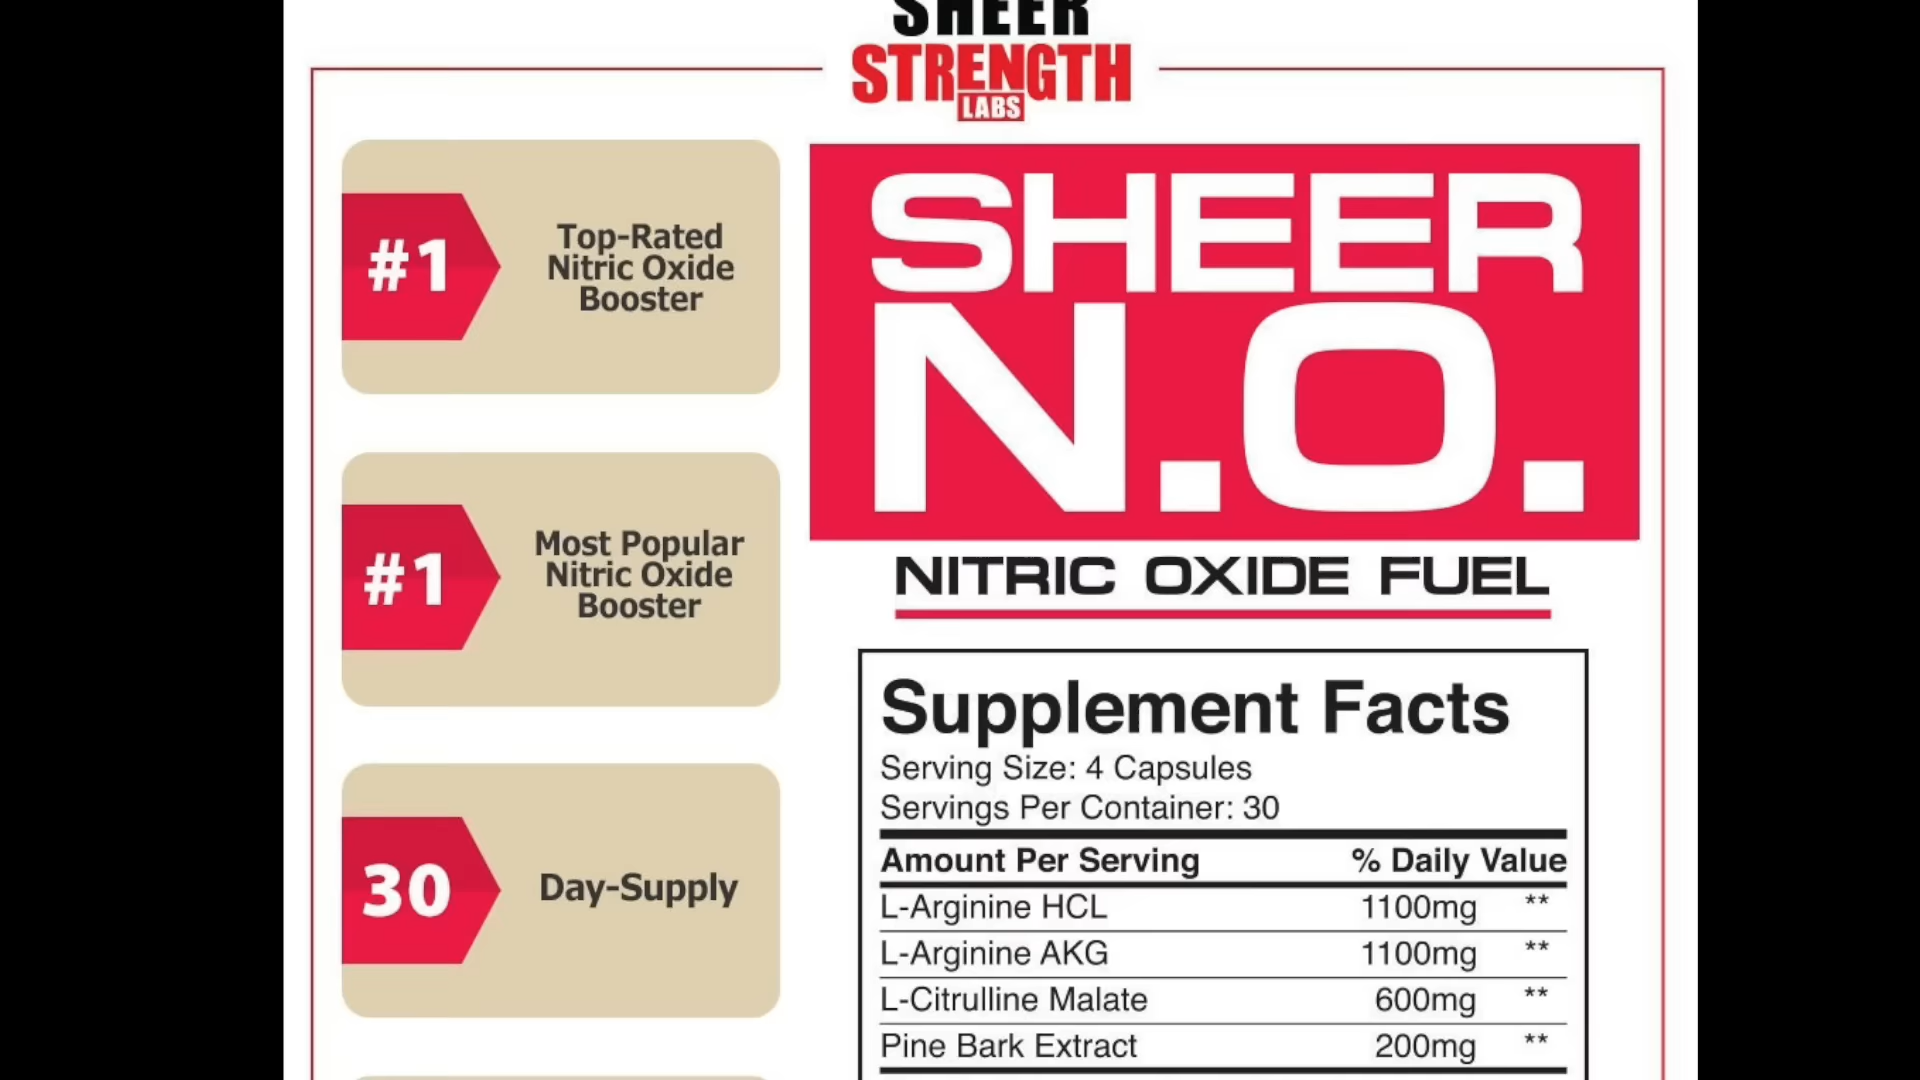 SHEER
STRENGTH
LABS
#1
Top-Rated
Nitric Oxide
Booster
#1
Most Popular
Nitric Oxide
Booster
30
Day-Supply
SHEER
N.O.
NITRIC OXIDE FUEL
Supplement Facts
Serving Size: 4 Capsules
Servings Per Container: 30
Amount Per Serving % Daily Value
L-Arginine HCL 1100mg **
L-Arginine AKG 1100mg **
L-Citrulline Malate 600mg **
Pine Bark Extract 200mg **